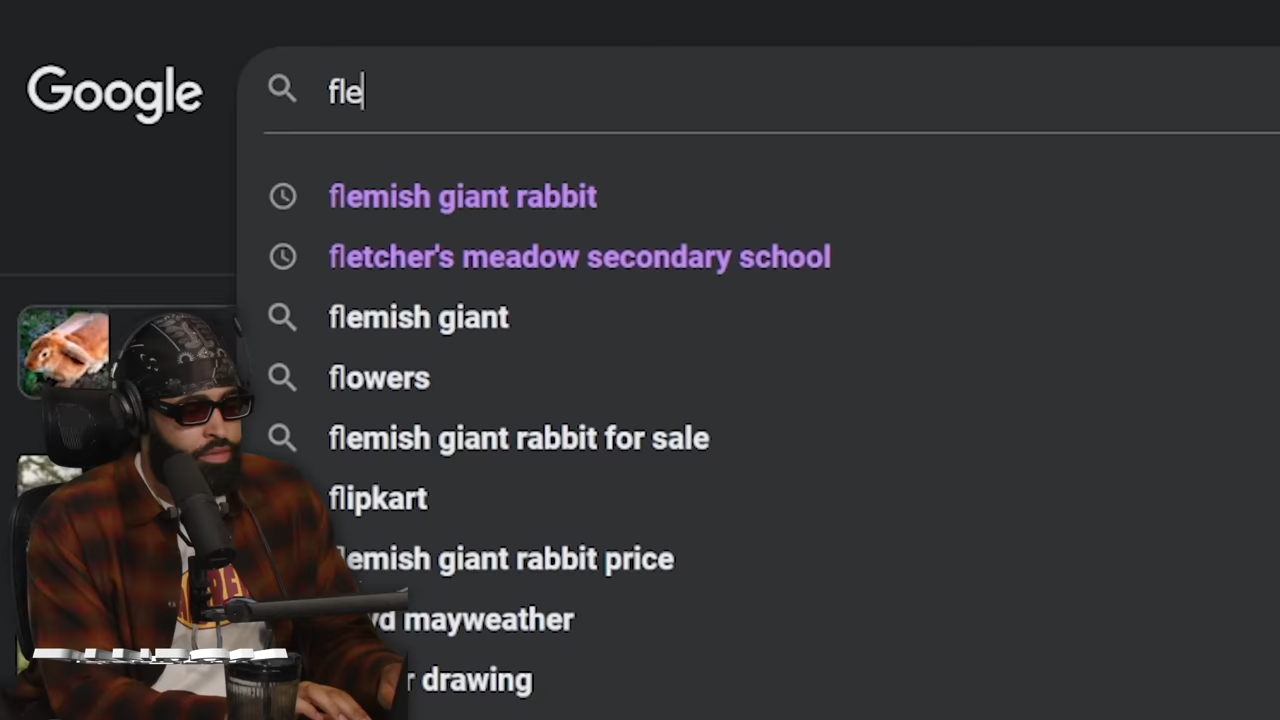 Google
fle
flemish giant rabbit
fletcher's meadow secondary school
flemish giant
flowers
flemish giant rabbit for sale
flipkart
flemish giant rabbit price
mayweather
drawing